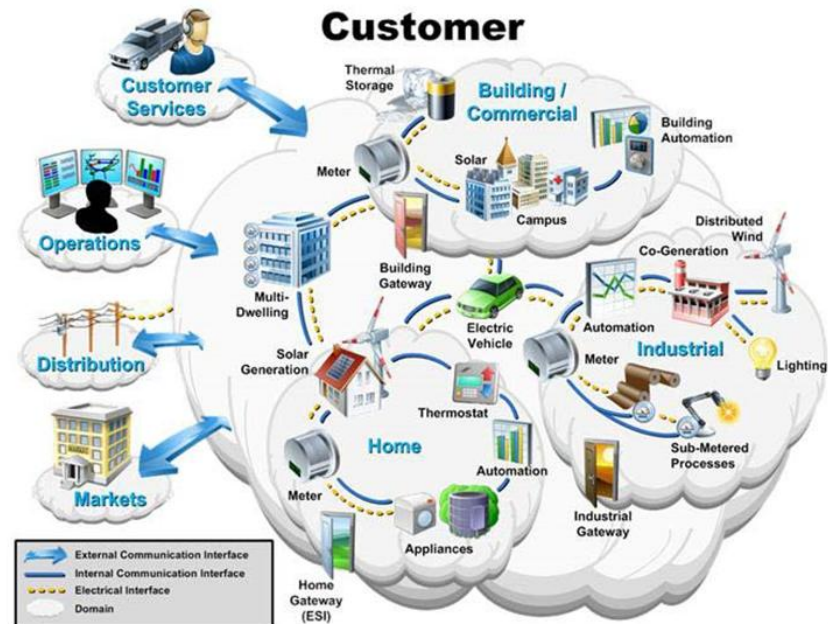 Customer
Customer
Services
Thermal
Storage
Building /
Commercial
Building
Automation
Meter
Solar
Campus
Operations
Multi-
Dwelling
Building
Gateway
Distributed
Wind
Co-Generation
Distribution
Solar
Generation
Electric
Vehicle
Automation
Meter
Industrial
Lighting
Thermostat
Home
Automation
Sub-Metered
Processes
Markets
Meter
Appliances
Industrial
Gateway
Home
Gateway
(ESI)
External Communication Interface
Internal Communication Interface
Electrical Interface
Domain